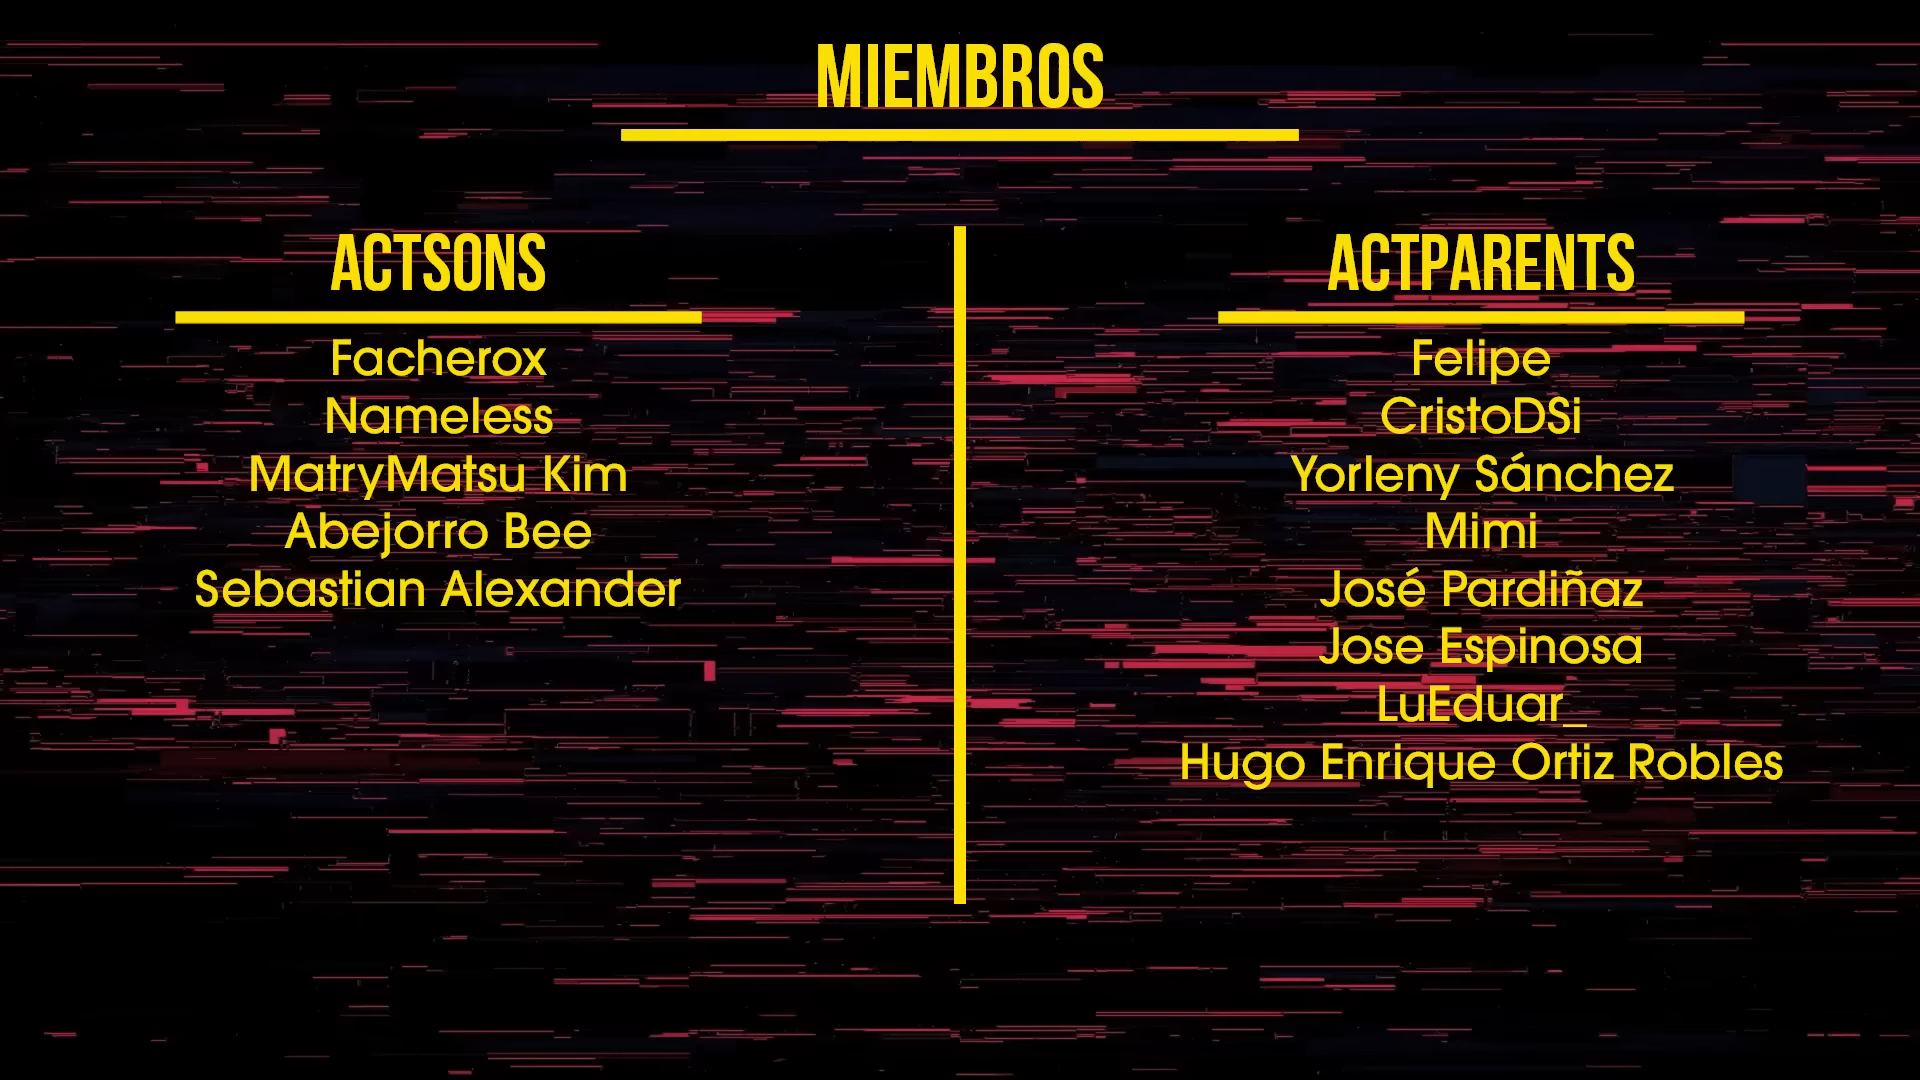 MIEMBROS
ACTSONS
Facherox
Nameless
MatryMatsu Kim
Abejorro Bee
Sebastian Alexander
ACTPARENTS
Felipe
CristoDSi
Yorleny Sánchez
Mimi
José Pardiñaz
Jose Espinosa
LuEduar_
Hugo Enrique Ortiz Robles